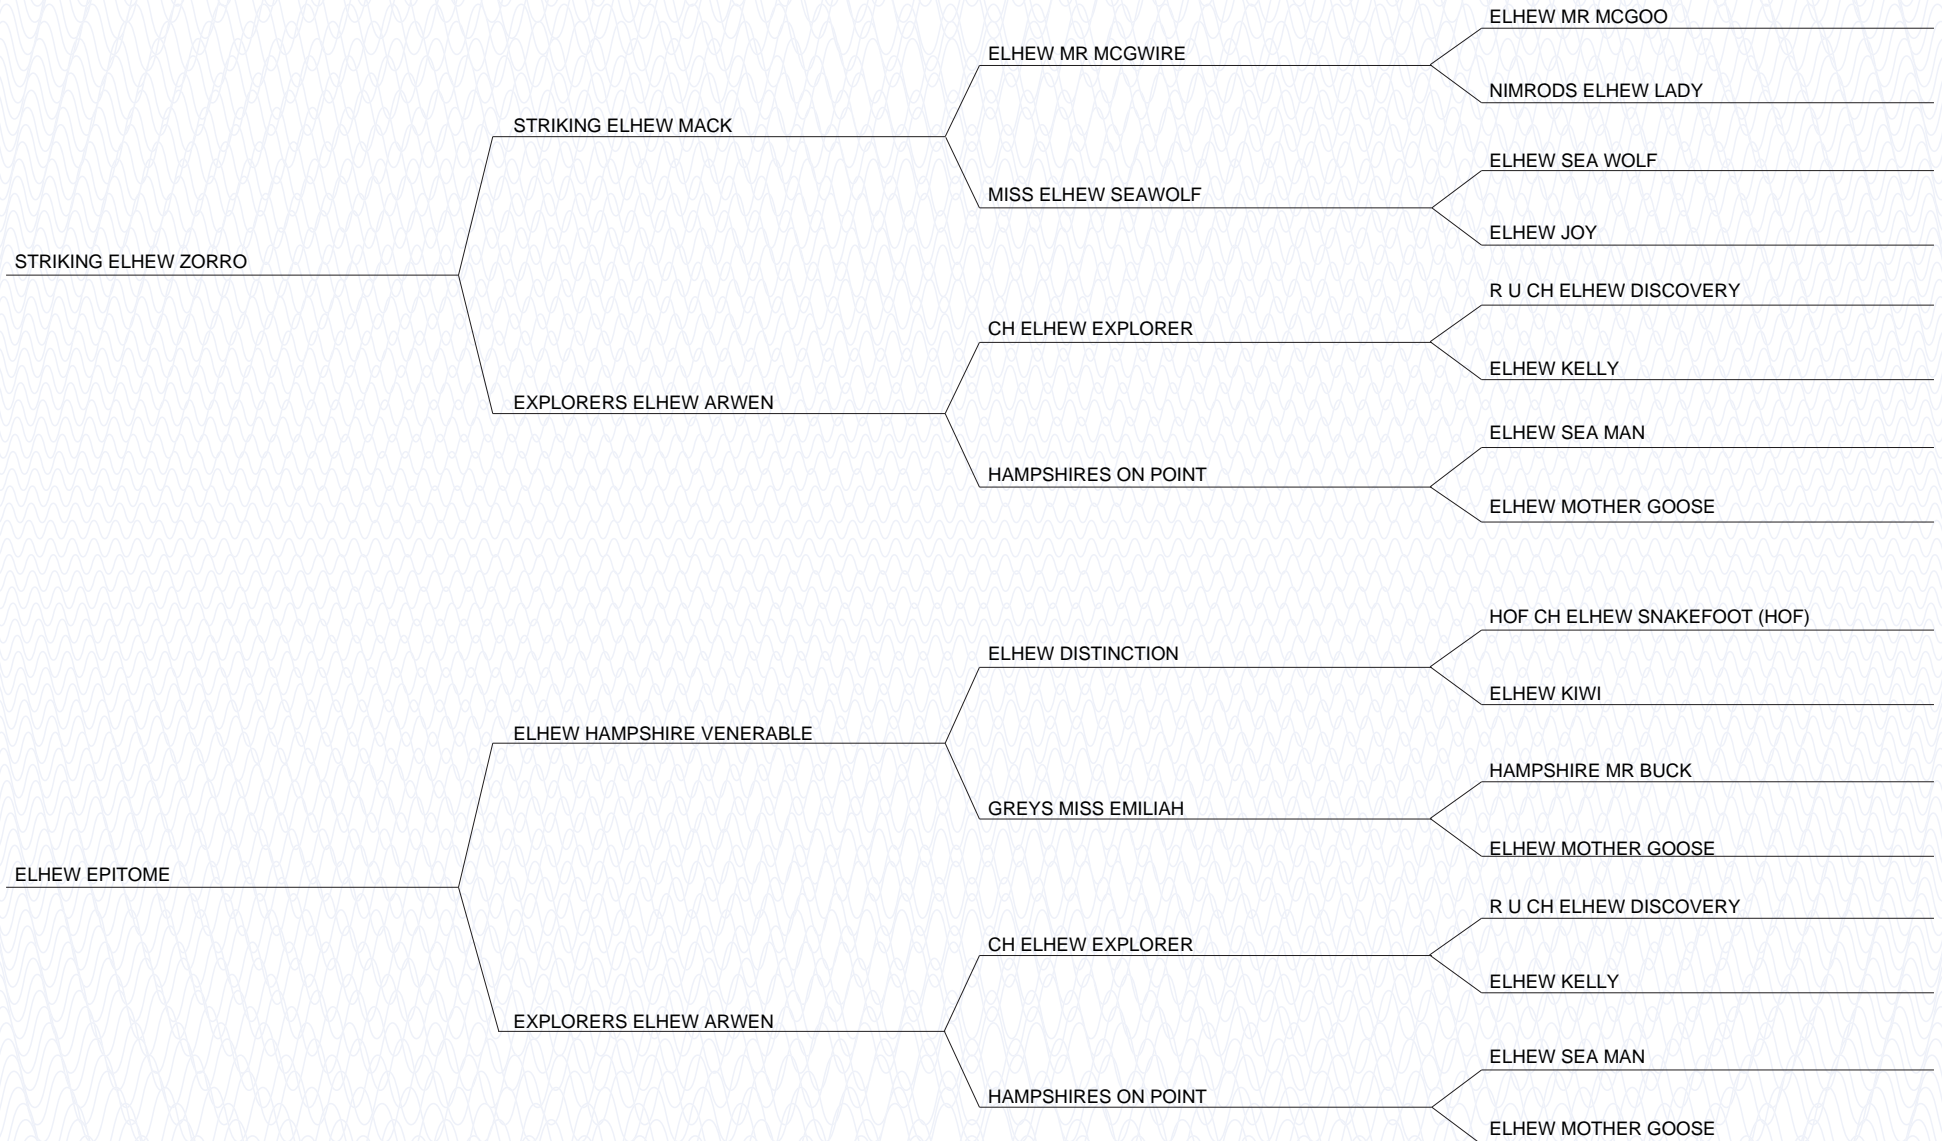 ELHEW MR MCGOO
ELHEW MR MCGWIRE
NIMRODS ELHEW LADY
STRIKING ELHEW MACK
ELHEW SEA WOLF
MISS ELHEW SEAWOLF
ELHEW JOY
STRIKING ELHEW ZORRO
R U CH ELHEW DISCOVERY
CH ELHEW EXPLORER
ELHEW KELLY
EXPLORERS ELHEW ARWEN
ELHEW SEA MAN
HAMPSHIRES ON POINT
ELHEW MOTHER GOOSE
HOF CH ELHEW SNAKEFOOT (HOF)
ELHEW DISTINCTION
ELHEW KIWI
ELHEW HAMPSHIRE VENERABLE
HAMPSHIRE MR BUCK
GREYS MISS EMILIAH
ELHEW MOTHER GOOSE
ELHEW EPITOME
R U CH ELHEW DISCOVERY
CH ELHEW EXPLORER
ELHEW KELLY
EXPLORERS ELHEW ARWEN
ELHEW SEA MAN
HAMPSHIRES ON POINT
ELHEW MOTHER GOOSE